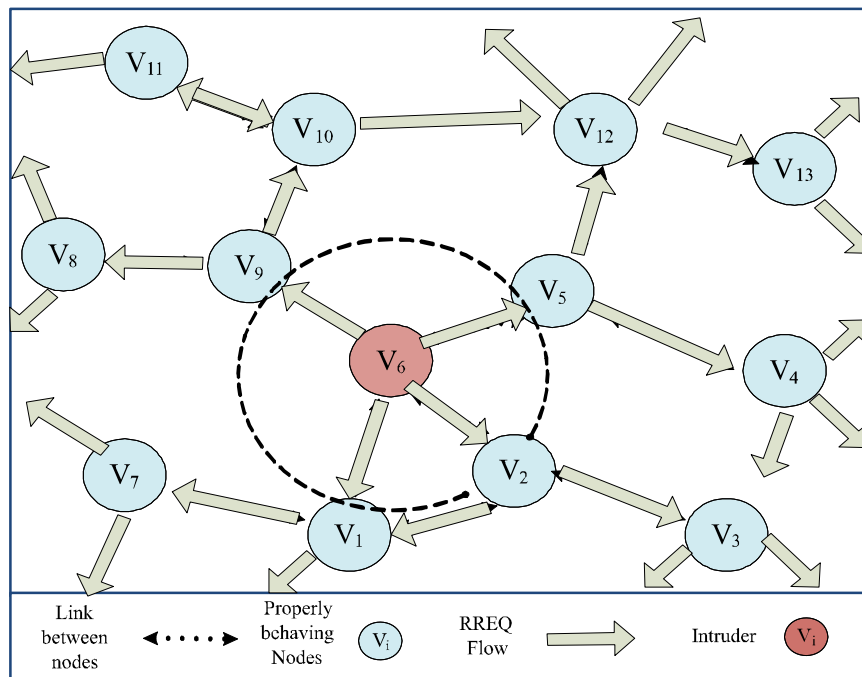 V11
V10
V12
V13
V8
V9
V5
V6
V4
V7
V2
V1
V3
Link
between
nodes
Properly
behaving
Nodes
Vi
RREQ
Flow
Intruder
Vi